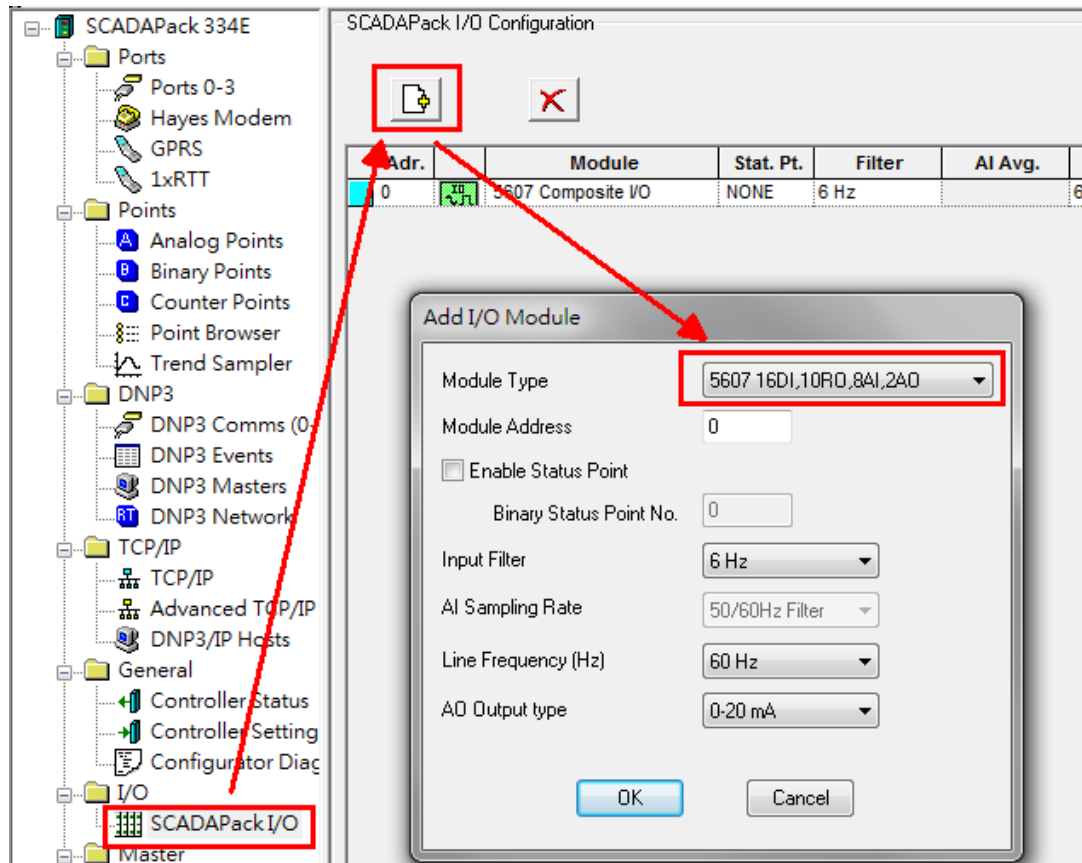 SCADAPack 334E
Ports
Ports 0-3
Hayes Modem
GPRS
1xRTT
Points
Analog Points
Binary Points
Counter Points
Point Browser
Trend Sampler
DNP3
DNP3 Comms (0-
DNP3 Events
DNP3 Masters
DNP3 Network
TCP/IP
TCP/IP
Advanced TCP/IP
DNP3/IP Hosts
General
Controller Status
Controller Setting
Configurator Diag
I/O
SCADAPack I/O
Master
SCADAPack I/O Configuration
Adr. Module Stat. Pt. Filter AI Avg.
0 5607 Composite I/O NONE 6 Hz 6
Add I/O Module
Module Type 5607 16DI,10RO,8AI,2AO
Module Address 0
Enable Status Point
Binary Status Point No. 0
Input Filter 6 Hz
AI Sampling Rate 50/60Hz Filter
Line Frequency (Hz) 60 Hz
AO Output type 0-20 mA
OK Cancel